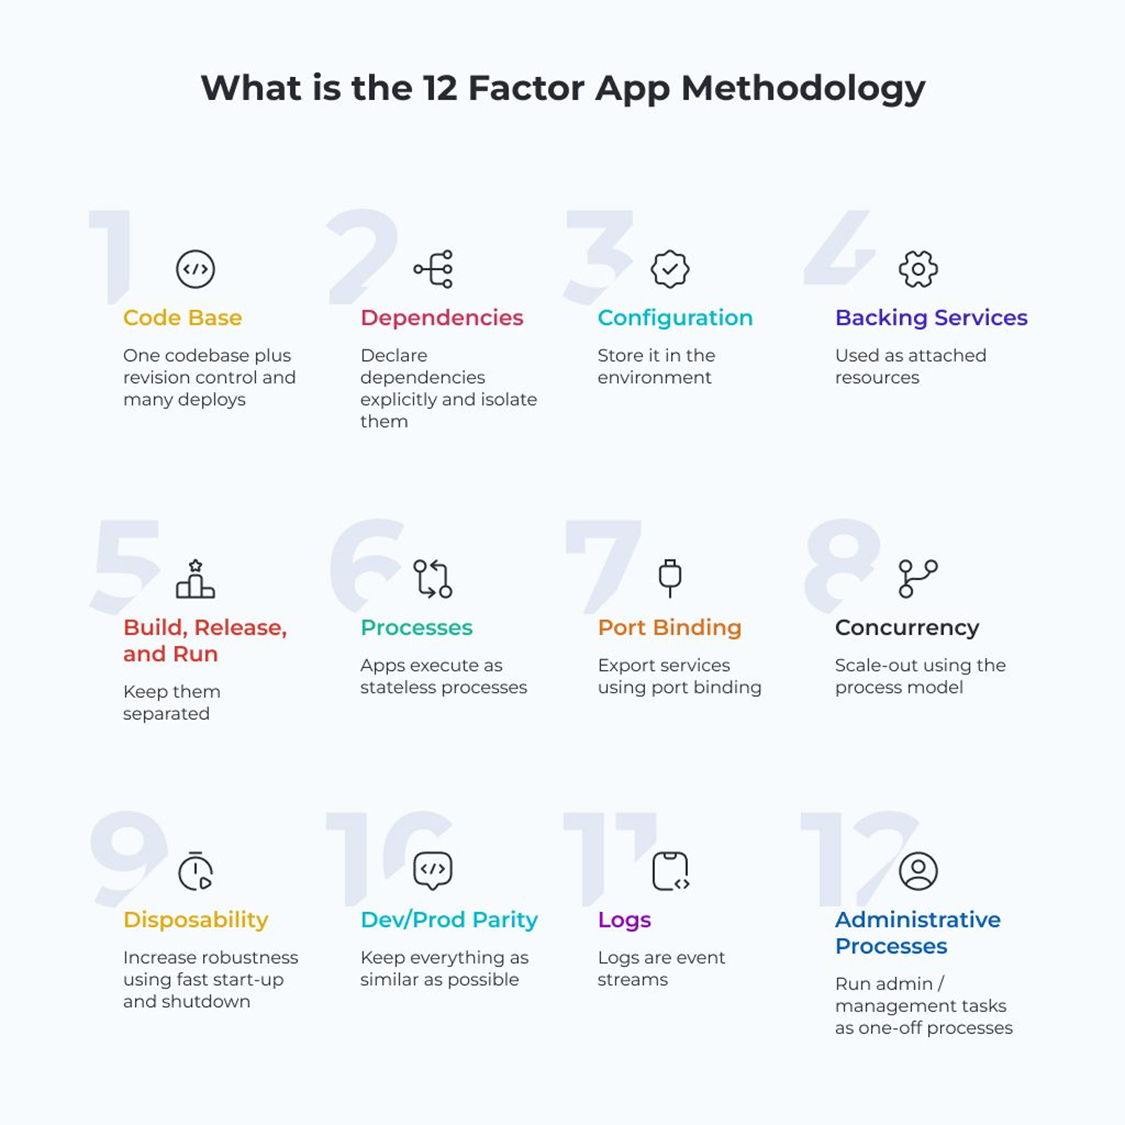 What is the 12 Factor App Methodology
1
Code Base
One codebase plus
revision control and
many deploys
2
Dependencies
Declare
dependencies
explicitly and isolate
them
3
Configuration
Store it in the
environment
4
Backing Services
Used as attached
resources
5
Build, Release,
and Run
Keep them
separated
6
Processes
Apps execute as
stateless processes
7
Port Binding
Export services
using port binding
8
Concurrency
Scale-out using the
process model
9
Disposability
Increase robustness
using fast start-up
and shutdown
10
Dev/Prod Parity
Keep everything as
similar as possible
11
Logs
Logs are event
streams
12
Administrative
Processes
Run admin /
management tasks
as one-off processes